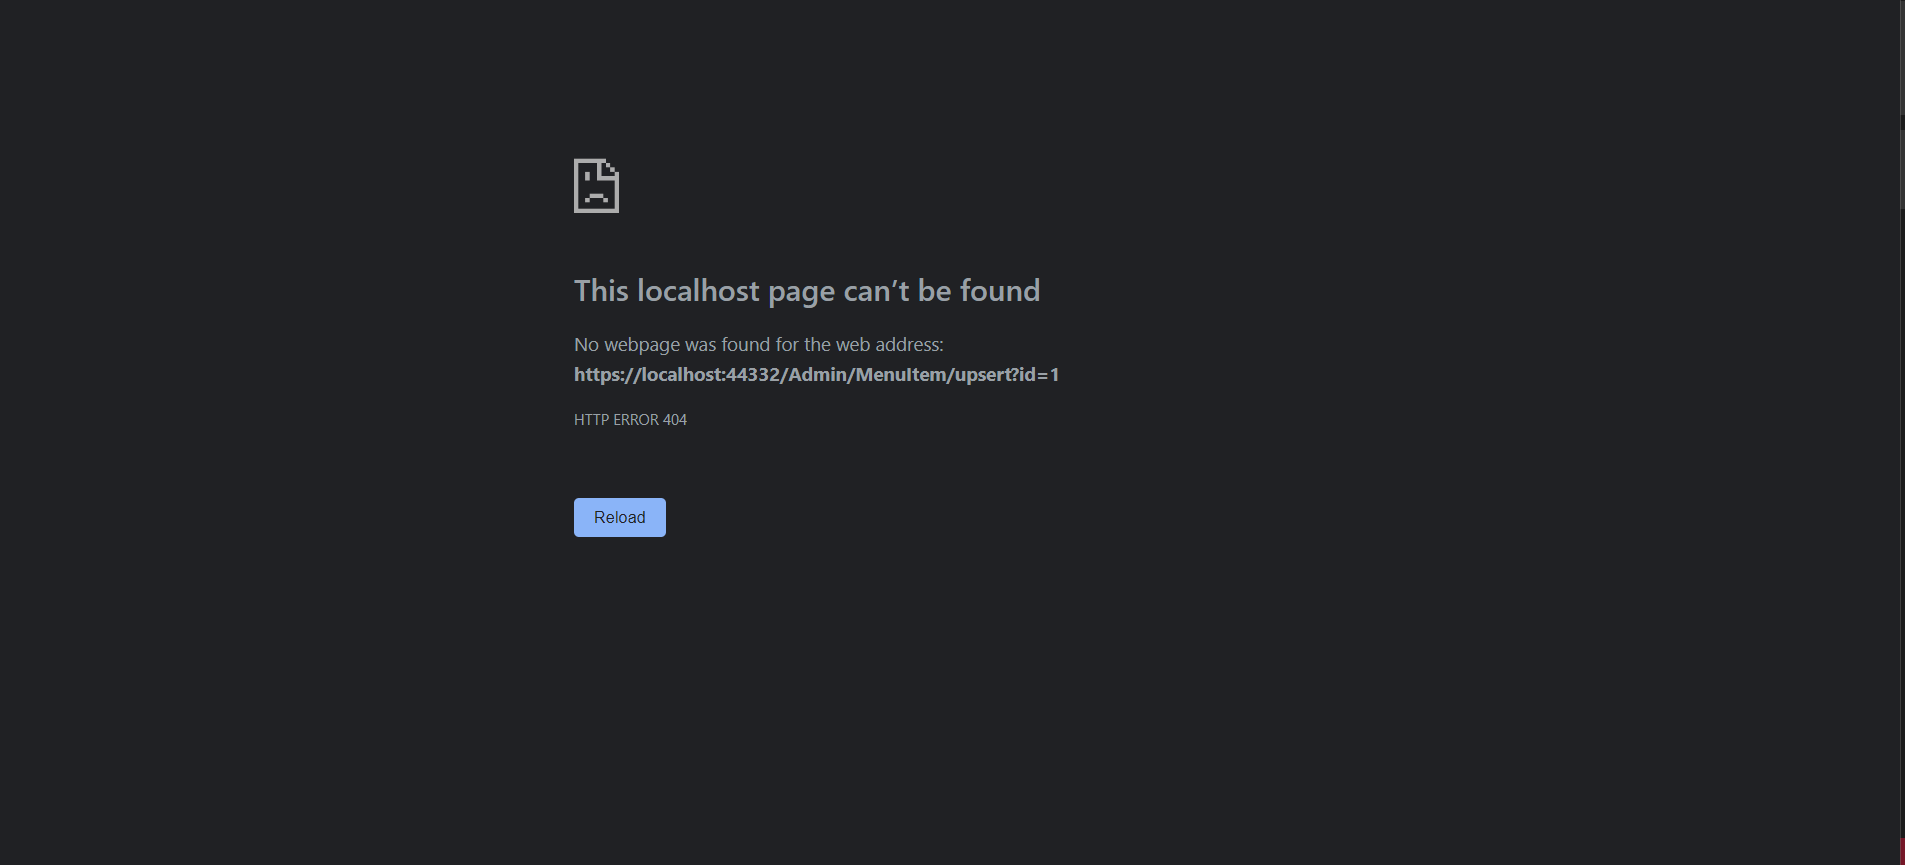 This localhost page can’t be found
No webpage was found for the web address:
https://localhost:44332/Admin/MenuItem/upsert?id=1
HTTP ERROR 404
Reload